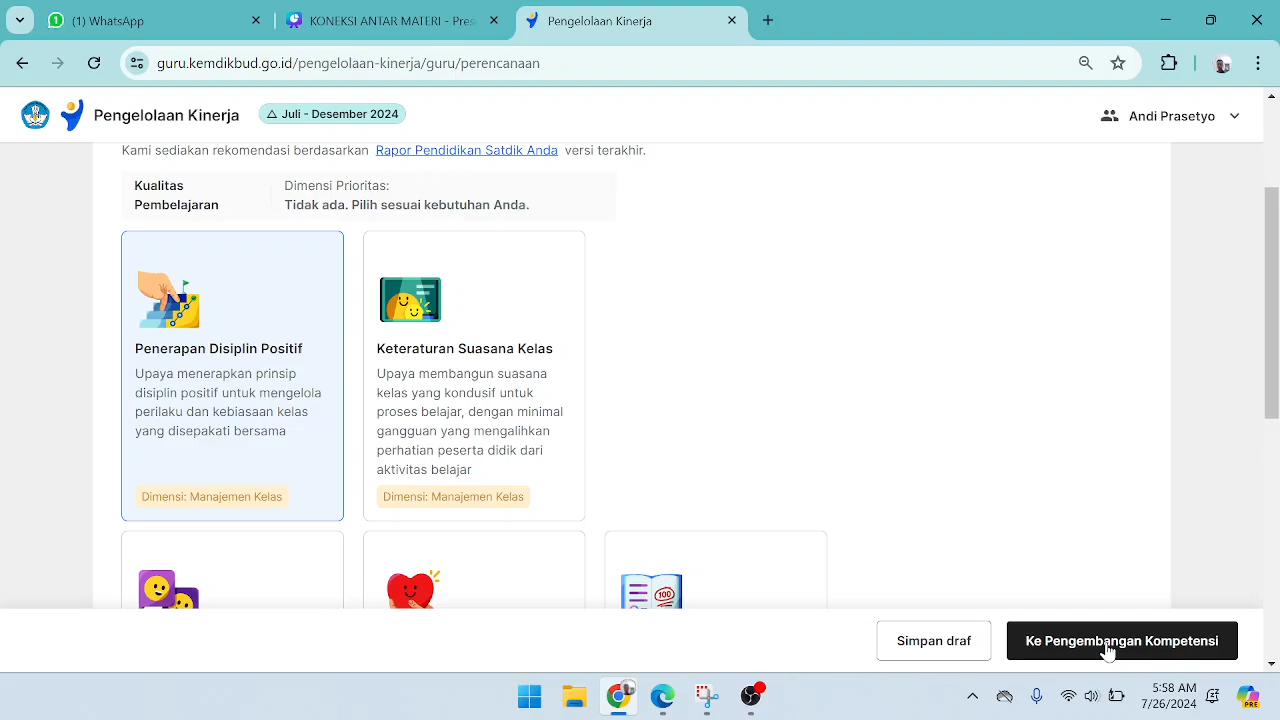 (1) WhatsApp
KONEKSI ANTAR MATERI - Pres
Pengelolaan Kinerja
guru.kemdikbud.go.id/pengelolaan-kinerja/guru/perencanaan
Pengelolaan Kinerja
Juli - Desember 2024
Andi Prasetyo
Kami sediakan rekomendasi berdasarkan Rapor Pendidikan Satdik Anda versi terakhir.
Kualitas
Pembelajaran
Dimensi Prioritas:
Tidak ada. Pilih sesuai kebutuhan Anda.
Penerapan Disiplin Positif
Upaya menerapkan prinsip
disiplin positif untuk mengelola
perilaku dan kebiasaan kelas
yang disepakati bersama
Dimensi: Manajemen Kelas
Keteraturan Suasana Kelas
Upaya membangun suasana
kelas yang kondusif untuk
proses belajar, dengan minimal
gangguan yang mengalihkan
perhatian peserta didik dari
aktivitas belajar
Dimensi: Manajemen Kelas
100
Simpan draf
Ke Pengembangan Kompetensi
5:58 AM
7/26/2024
PRE